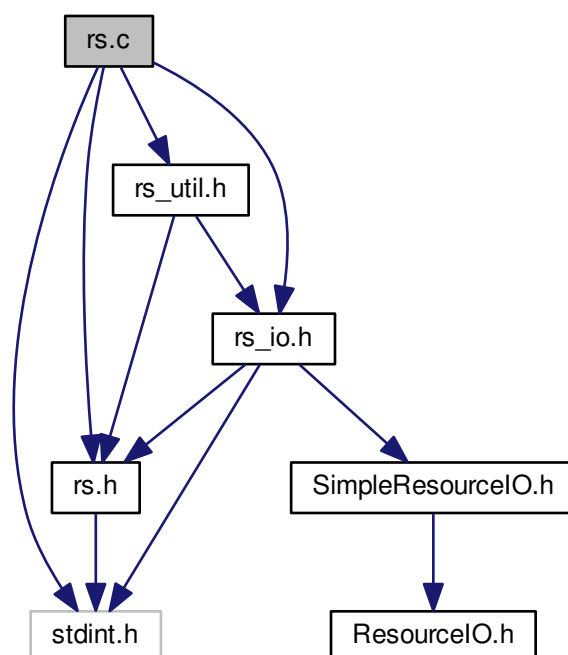 rs.c
rs_util.h
rs_io.h
rs.h
SimpleResourceIO.h
stdint.h
ResourceIO.h